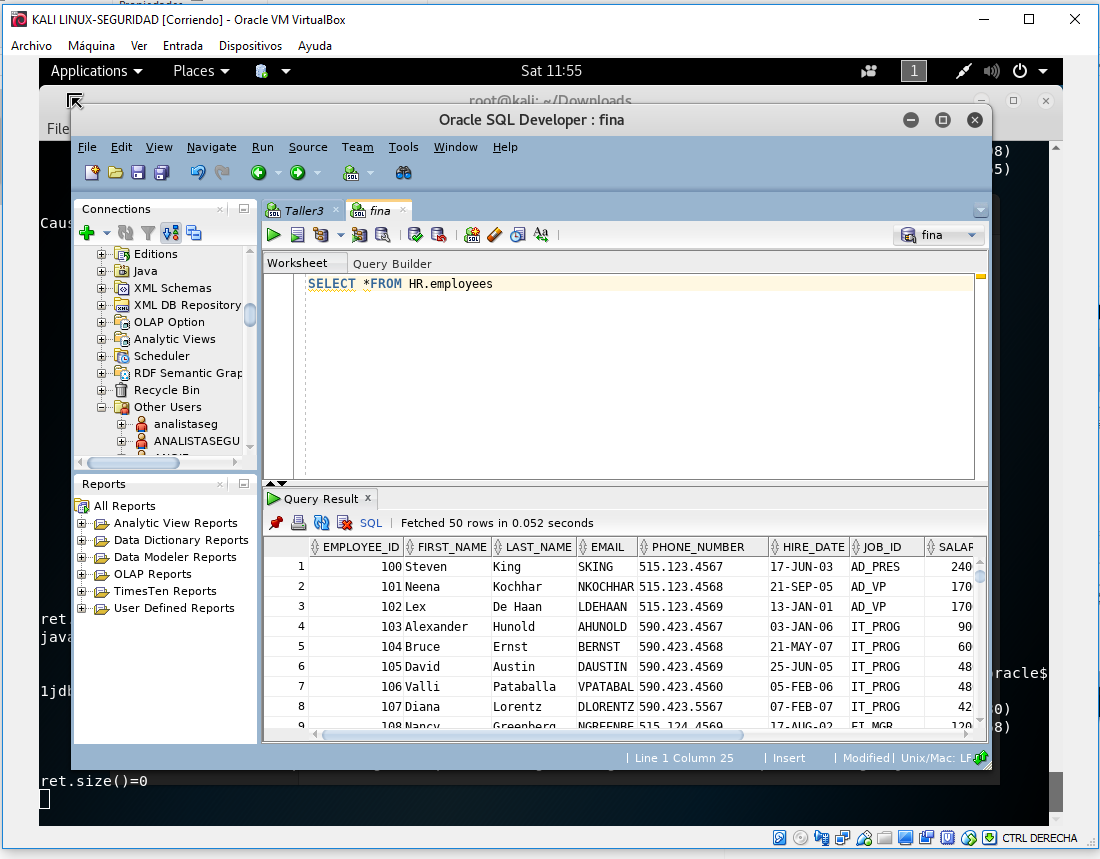 KALI LINUX-SEGURIDAD [Corriendo] - Oracle VM VirtualBox
Archivo Máquina Ver Entrada Dispositivos Ayuda
Applications Places Sat 11:55 1
root@kali: ~/Downloads
File
Oracle SQL Developer : fina
File Edit View Navigate Run Source Team Tools Window Help
Connections
Taller3 fina
fina
Worksheet Query Builder
SELECT *FROM HR.employees
Editions
Java
XML Schemas
XML DB Repository
OLAP Option
Analytic Views
Scheduler
RDF Semantic Grap
Recycle Bin
Other Users
analistaseg
ANALISTASEGU
Reports
All Reports
Analytic View Reports
Data Dictionary Reports
Data Modeler Reports
OLAP Reports
TimesTen Reports
User Defined Reports
Query Result
SQL | Fetched 50 rows in 0.052 seconds
EMPLOYEE_ID FIRST_NAME LAST_NAME EMAIL PHONE_NUMBER HIRE_DATE JOB_ID SALAR
1 100 Steven King SKING 515.123.4567 17-JUN-03 AD_PRES 240
2 101 Neena Kochhar NKOCHHAR 515.123.4568 21-SEP-05 AD_VP 170
3 102 Lex De Haan LDEHAAN 515.123.4569 13-JAN-01 AD_VP 170
4 103 Alexander Hunold AHUNOLD 590.423.4567 03-JAN-06 IT_PROG 90
5 104 Bruce Ernst BERNST 590.423.4568 21-MAY-07 IT_PROG 60
6 105 David Austin DAUSTIN 590.423.4569 25-JUN-05 IT_PROG 48
7 106 Valli Pataballa VPATABAL 590.423.4560 05-FEB-06 IT_PROG 48
8 107 Diana Lorentz DLORENTZ 590.423.5567 07-FEB-07 IT_PROG 42
9 108 Nancy Greenberg NGREENBE 515.124.4569 17-AUG-02 FI_MGR 120
| Line 1 Column 25 | Insert | Modified | Unix/Mac: LF
Caus
ret.
java
racle$
1jdb
ret.size()=0
CTRL DERECHA